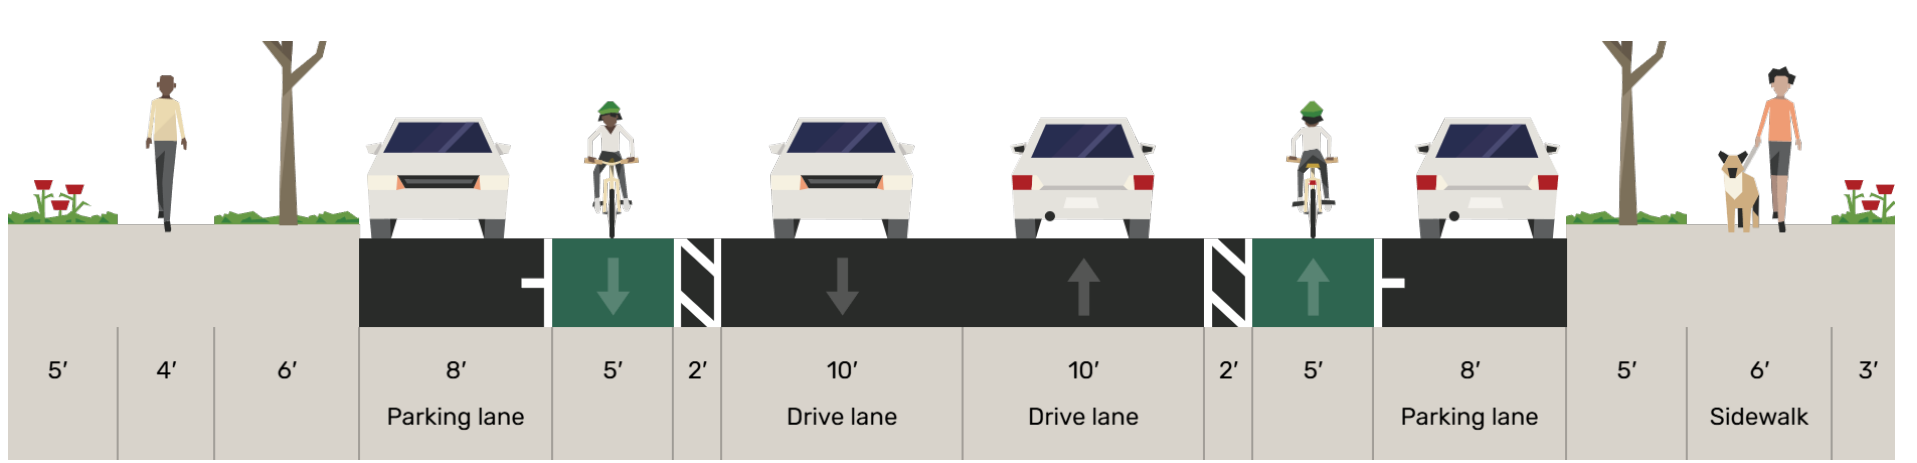 5′ 4′ 6′ 8′ 5′ 2′ 10′ 10′ 2′ 5′ 8′ 5′ 6′ 3′
Parking lane Drive lane Drive lane Parking lane Sidewalk